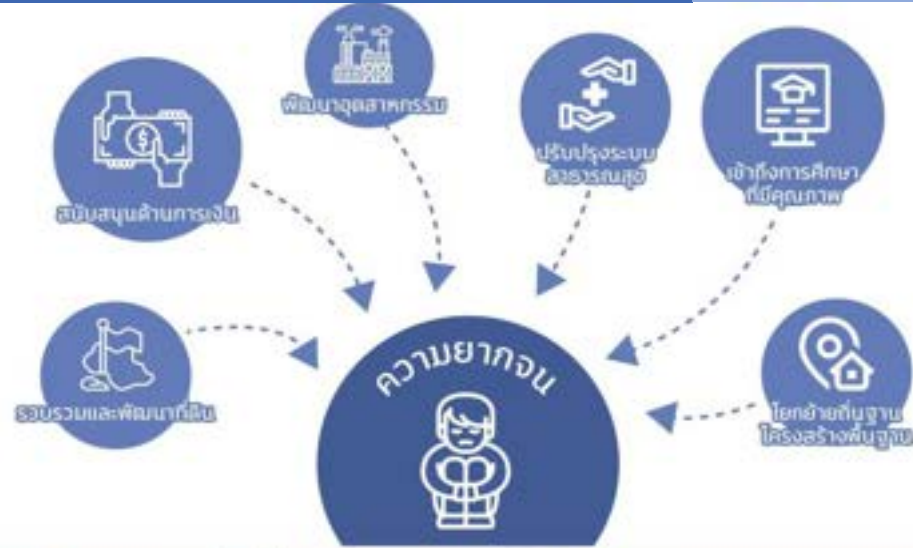 พัฒนาอุตสาหกรรม
ปรับปรุงระบบ
สาธารณสุข
เข้าถึงการศึกษา
ที่มีคุณภาพ
สนับสนุนด้านการเงิน
รวบรวมและพัฒนาที่ดิน
ความยากจน
โยกย้ายถิ่นฐาน
โครงสร้างพื้นฐาน